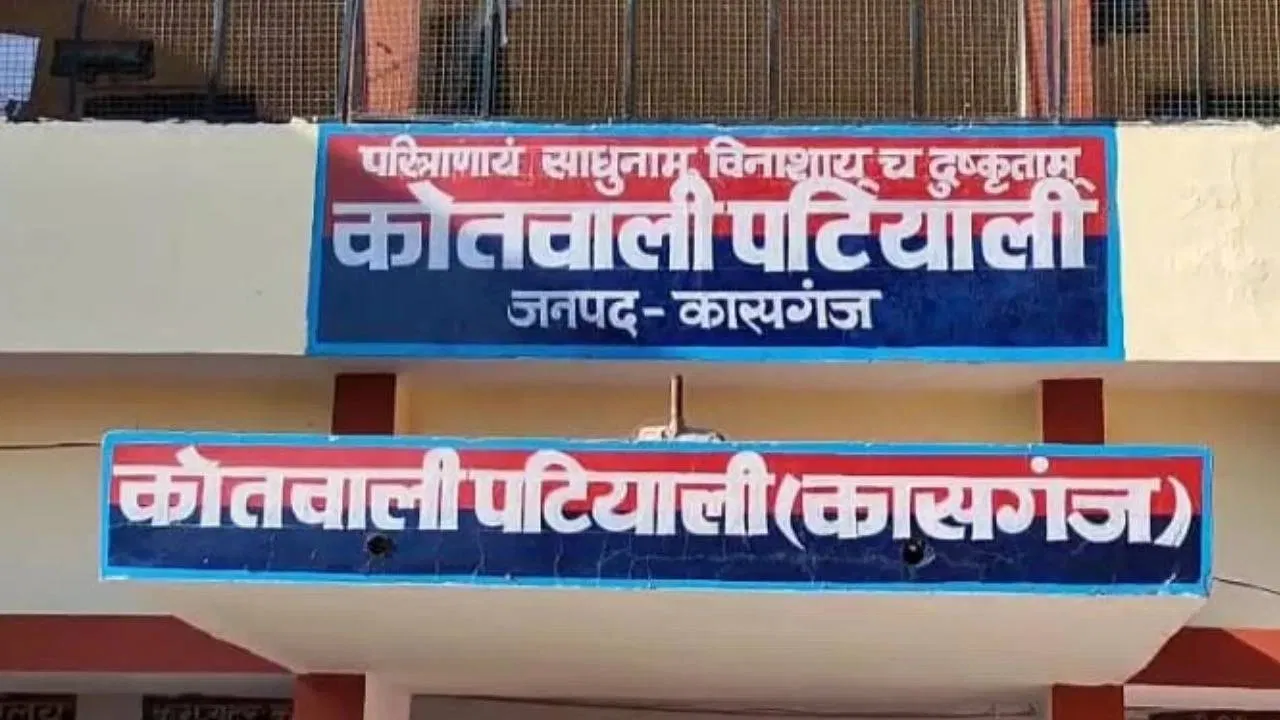 परित्राणायं साधुनाम् विनाशाय् च दुष्कृताम्
कोतवाली पटियाली
जनपद - कासगंज
कोतवाली पटियाली (कासगंज)